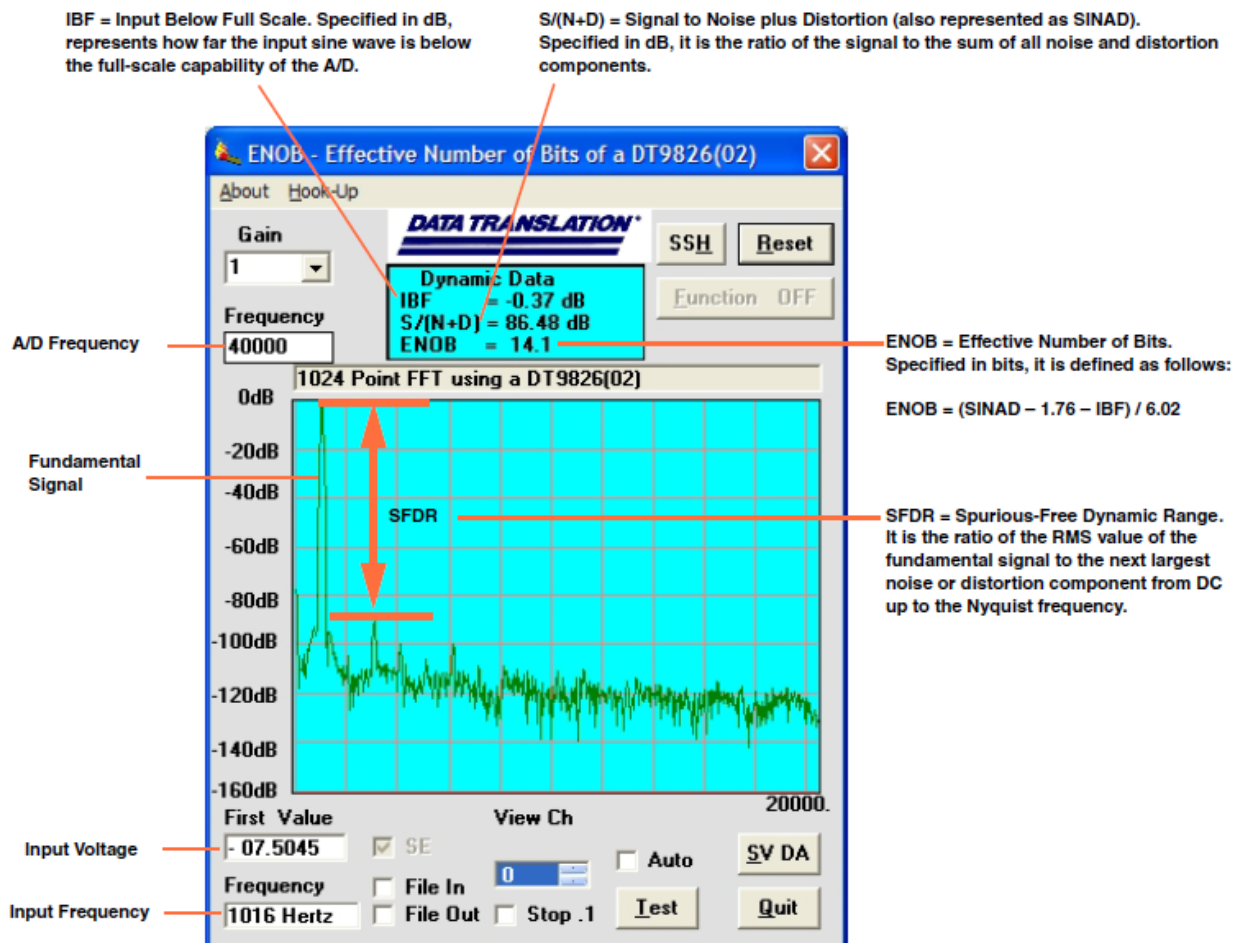 IBF = Input Below Full Scale. Specified in dB,
represents how far the input sine wave is below
the full-scale capability of the A/D.
S/(N+D) = Signal to Noise plus Distortion (also represented as SINAD).
Specified in dB, it is the ratio of the signal to the sum of all noise and distortion
components.
ENOB - Effective Number of Bits of a DT9826(02)
About Hook-Up
Gain
1
DATA TRANSLATION
SSH
Reset
Dynamic Data
IBF = -0.37 dB
S/(N+D) = 86.48 dB
ENOB = 14.1
Function OFF
Frequency
40000
A/D Frequency
ENOB = Effective Number of Bits.
Specified in bits, it is defined as follows:
ENOB = (SINAD – 1.76 – IBF) / 6.02
1024 Point FFT using a DT9826(02)
0dB
-20dB
-40dB
-60dB
-80dB
-100dB
-120dB
-140dB
-160dB
20000.
Fundamental
Signal
SFDR
SFDR = Spurious-Free Dynamic Range.
It is the ratio of the RMS value of the
fundamental signal to the next largest
noise or distortion component from DC
up to the Nyquist frequency.
First Value
View Ch
Input Voltage
- 07.5045
SE
0
Auto
SV DA
Frequency
File In
Input Frequency
1016 Hertz
File Out
Stop .1
Test
Quit